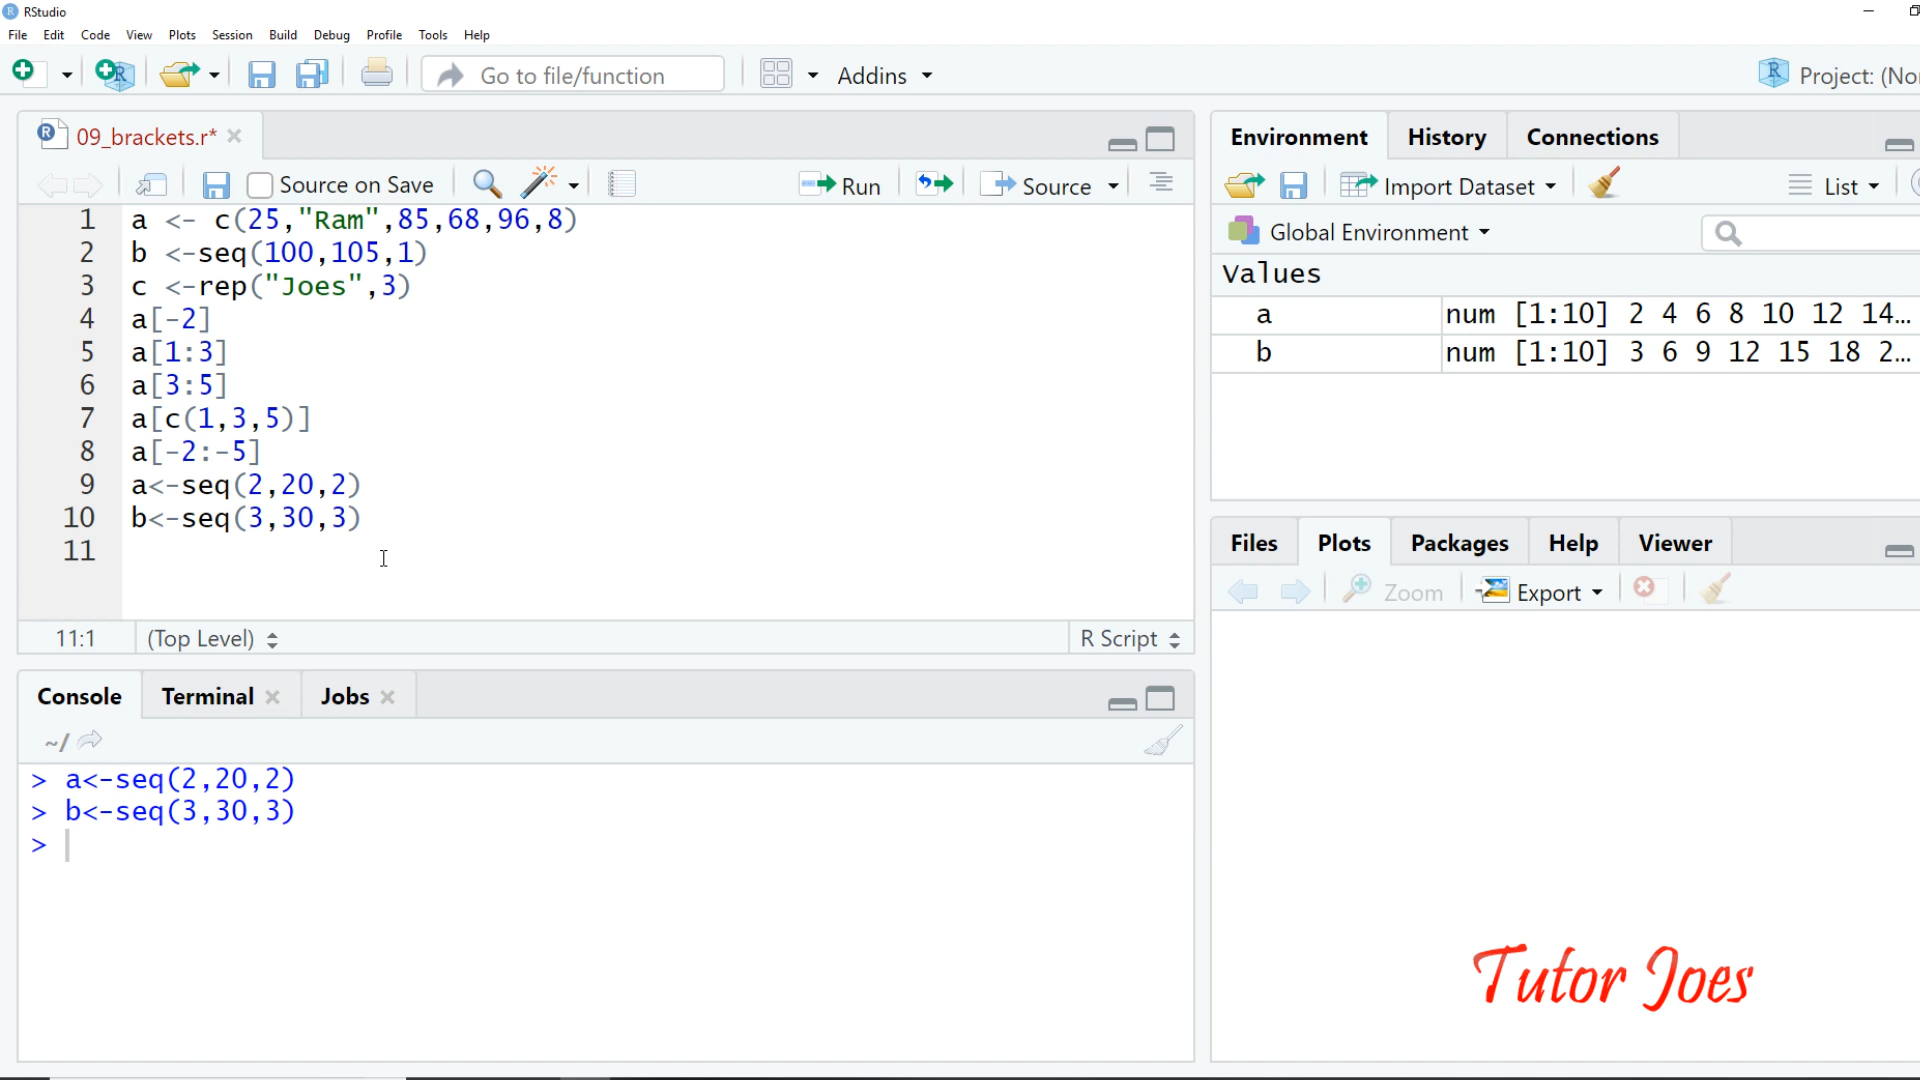 RStudio
File Edit Code View Plots Session Build Debug Profile Tools Help
Go to file/function Addins Project: (No
09_brackets.r*
Source on Save Run Source
1 a <- c(25,"Ram",85,68,96,8)
2 b <-seq(100,105,1)
3 c <-rep("Joes",3)
4 a[-2]
5 a[1:3]
6 a[3:5]
7 a[c(1,3,5)]
8 a[-2:-5]
9 a<-seq(2,20,2)
10 b<-seq(3,30,3)
11
11:1 (Top Level) R Script
Console Terminal Jobs
~/
> a<-seq(2,20,2)
> b<-seq(3,30,3)
>
Environment History Connections
Import Dataset List
Global Environment
Values
a num [1:10] 2 4 6 8 10 12 14...
b num [1:10] 3 6 9 12 15 18 2...
Files Plots Packages Help Viewer
Zoom Export
Tutor Joes